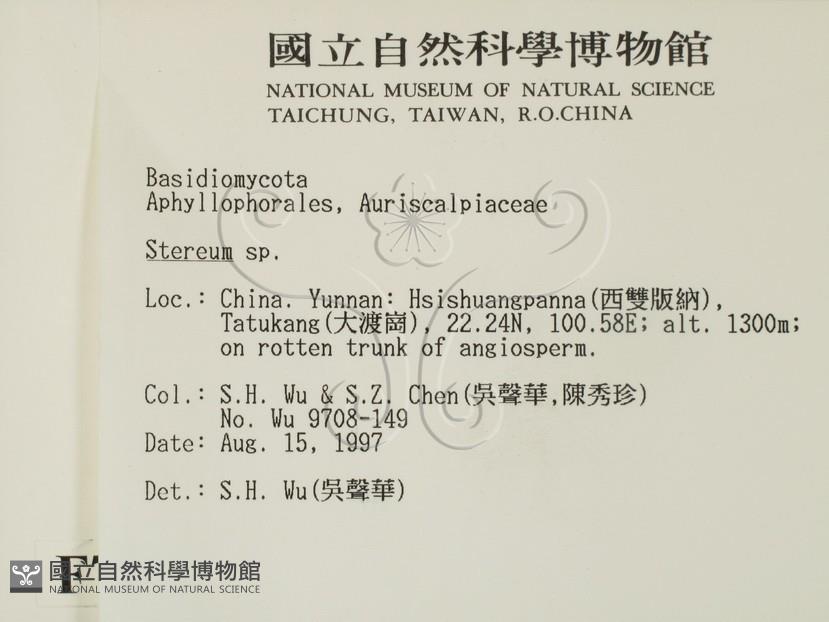 國立自然科學博物館
NATIONAL MUSEUM OF NATURAL SCIENCE
TAICHUNG, TAIWAN, R.O.CHINA
Basidiomycota
Aphyllophorales, Auriscalpiaceae
Stereum sp.
Loc.: China. Yunnan: Hsishuangpanna(西雙版納),
Tatukang(大渡崗), 22.24N, 100.58E; alt. 1300m;
on rotten trunk of angiosperm.
Col.: S.H. Wu & S.Z. Chen(吳聲華,陳秀珍)
No. Wu 9708-149
Date: Aug. 15, 1997
Det.: S.H. Wu(吳聲華)
F
國立自然科學博物館
NATIONAL MUSEUM OF NATURAL SCIENCE